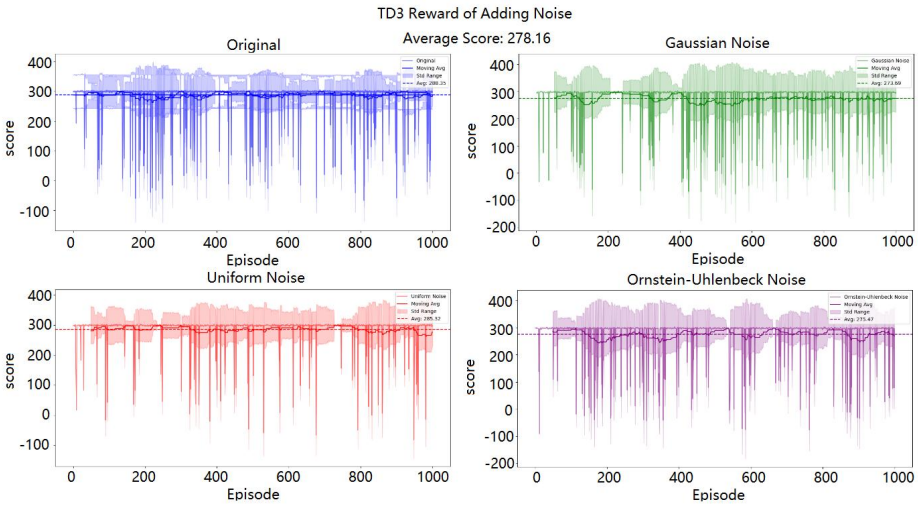 TD3 Reward of Adding Noise
Average Score: 278.16
Original
Original
Moving Avg
Std Range
Avg: 288.35
400
300
200
100
0
-100
score
0
200
400
600
800
1000
Episode
Gaussian Noise
Gaussian Noise
Moving Avg
Std Range
Avg: 273.69
400
300
200
100
0
-100
-200
score
0
200
400
600
800
1000
Episode
Uniform Noise
Uniform Noise
Moving Avg
Std Range
Avg: 285.52
400
300
200
100
0
-100
score
0
200
400
600
800
1000
Episode
Ornstein-Uhlenbeck Noise
Ornstein-Uhlenbeck Noise
Moving Avg
Std Range
Avg: 275.47
400
300
200
100
0
-100
-200
score
0
200
400
600
800
1000
Episode